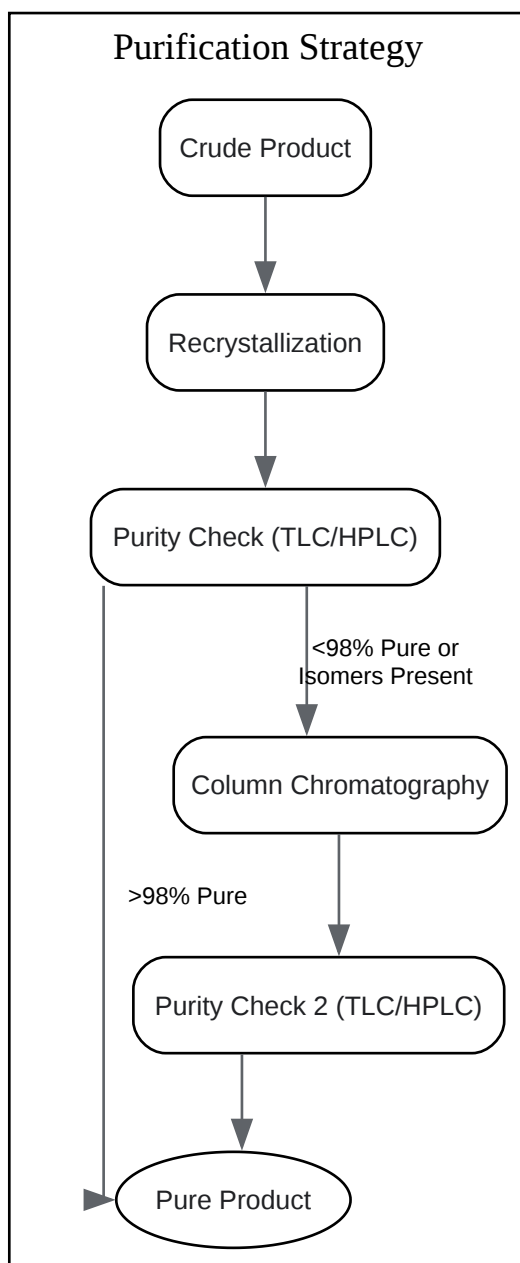 Purification Strategy
Crude Product
Recrystallization
Purity Check (TLC/HPLC)
<98% Pure or
Isomers Present
Column Chromatography
>98% Pure
Purity Check 2 (TLC/HPLC)
Pure Product